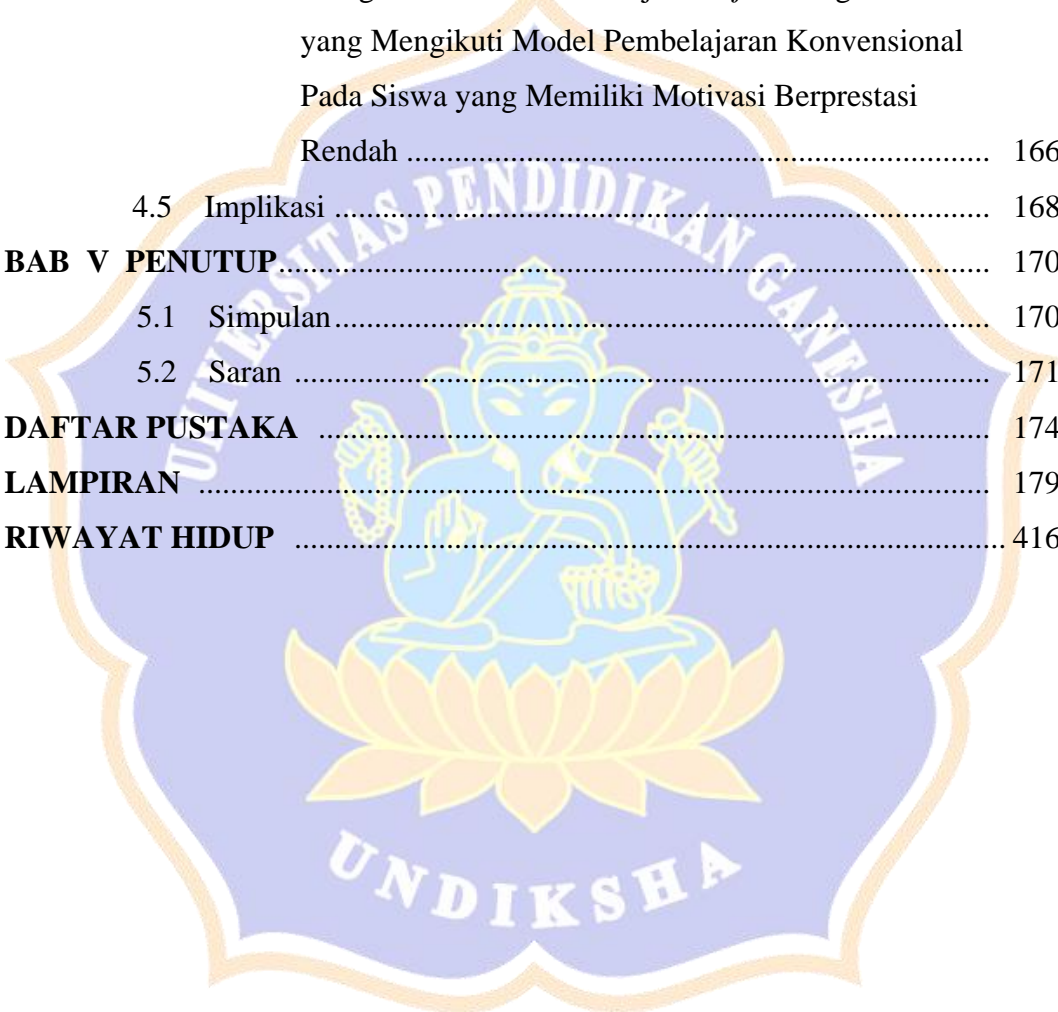 yang Mengikuti Model Pembelajaran Konvensional
Pada Siswa yang Memiliki Motivasi Berprestasi
Rendah ........................................................................... 166
4.5 Implikasi ..................................................................................... 168
BAB V PENUTUP............................................................................................ 170
5.1 Simpulan..................................................................................... 170
5.2 Saran .......................................................................................... 171
DAFTAR PUSTAKA ...................................................................................... 174
LAMPIRAN ...................................................................................................... 179
RIWAYAT HIDUP ........................................................................................... 416
UNIVERSITAS PENDIDIKAN GANESHA
UNDIKSHA